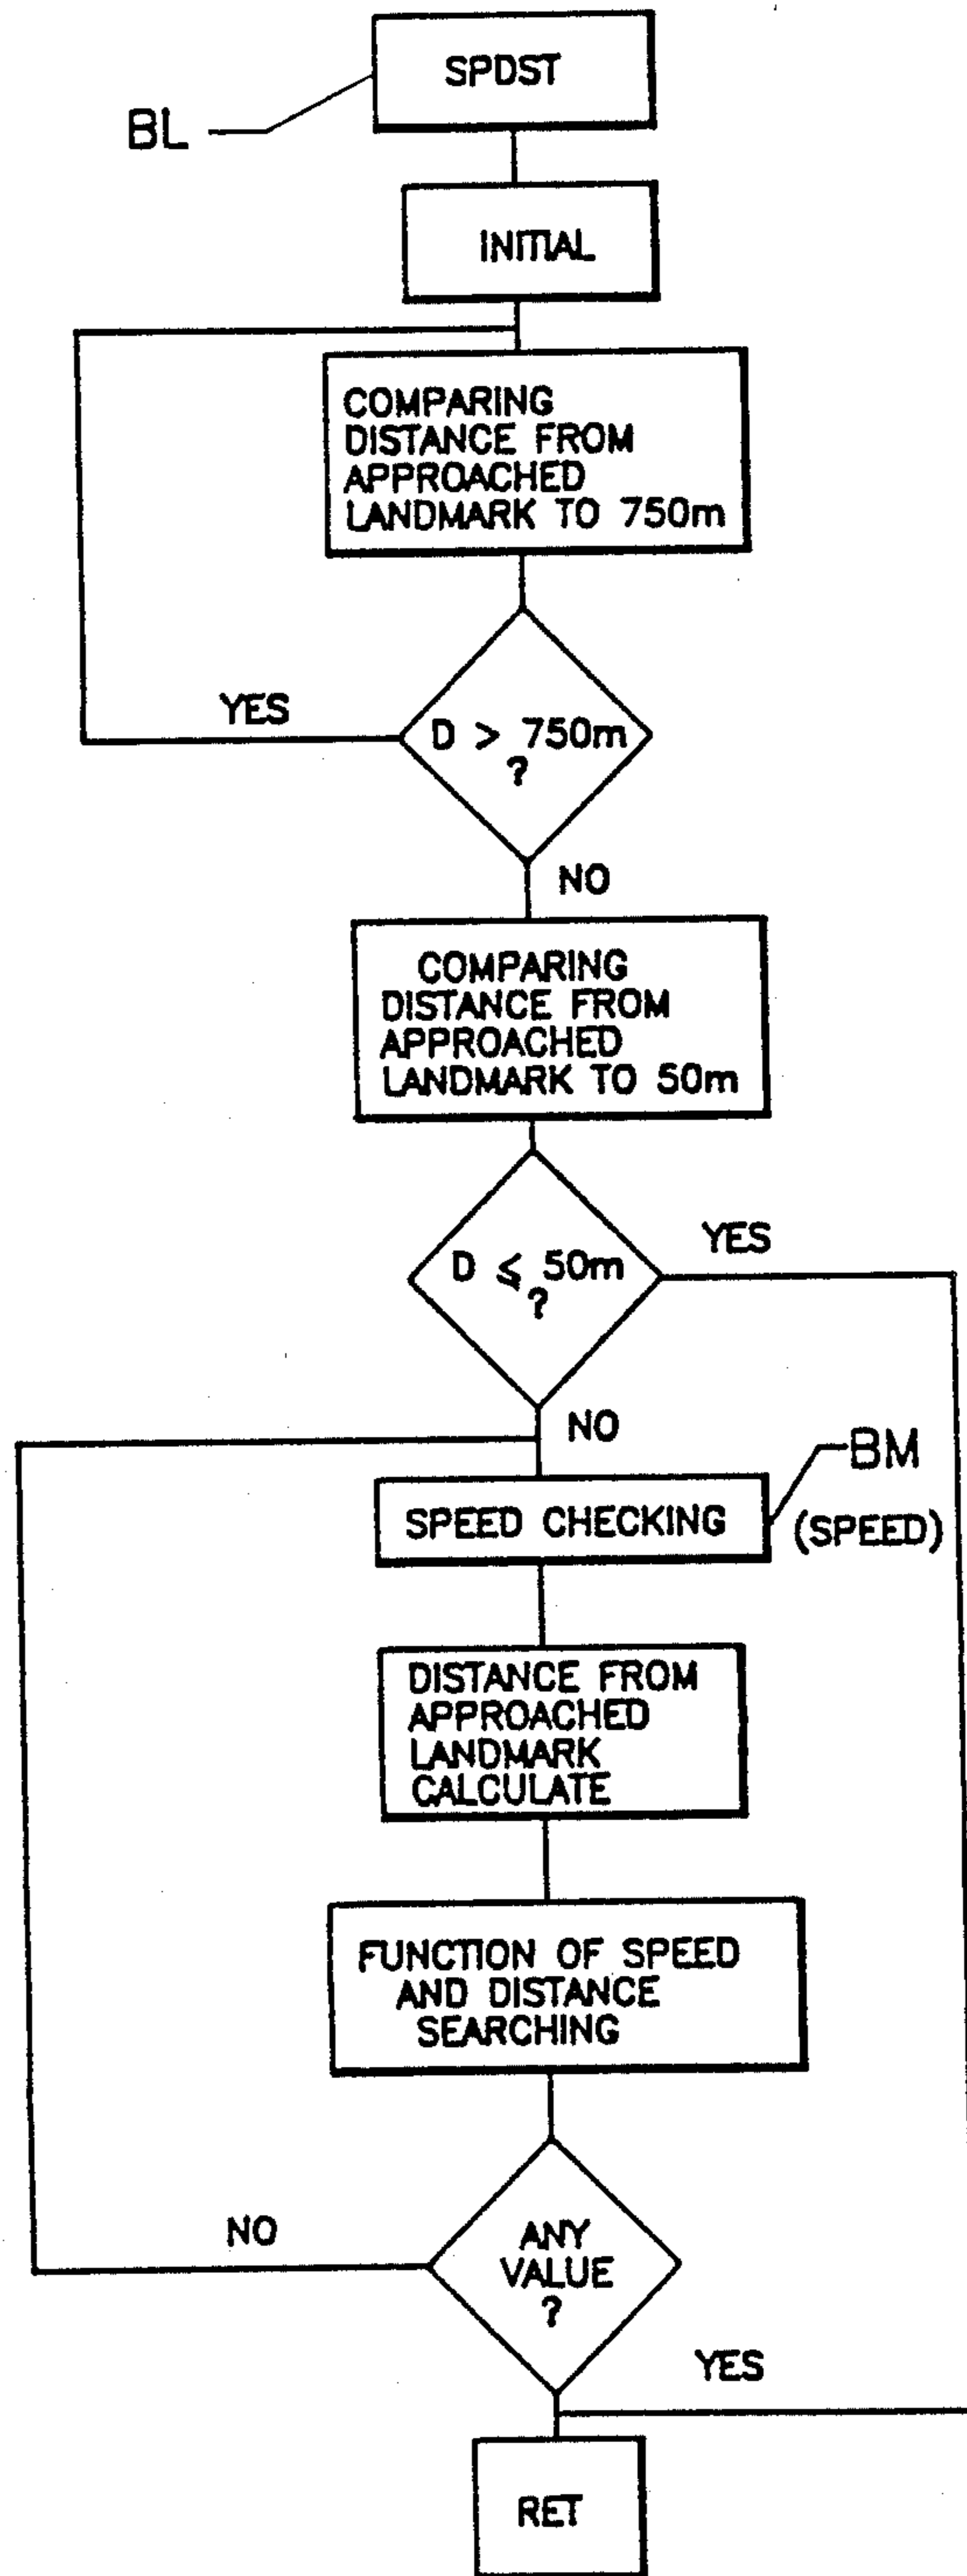 SPDST
BL
INITIAL
COMPARING
DISTANCE FROM
APPROACHED
LANDMARK TO 750m
YES
D > 750m
?
NO
COMPARING
DISTANCE FROM
APPROACHED
LANDMARK TO 50m
D ≤ 50m
?
YES
NO
BM
SPEED CHECKING
(SPEED)
DISTANCE FROM
APPROACHED
LANDMARK
CALCULATE
FUNCTION OF SPEED
AND DISTANCE
SEARCHING
NO
ANY
VALUE
?
YES
RET